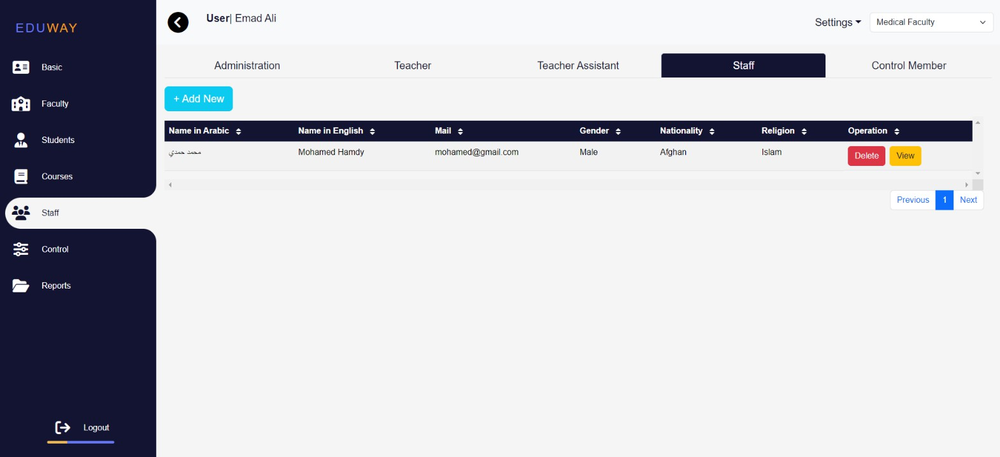 EDUWAY
User| Emad Ali
Settings
Medical Faculty
Basic
Faculty
Students
Courses
Staff
Control
Reports
Logout
Administration Teacher Teacher Assistant Staff Control Member
+ Add New
Name in Arabic Name in English Mail Gender Nationality Religion Operation
محمد حمدي Mohamed Hamdy mohamed@gmail.com Male Afghan Islam Delete View
Previous 1 Next